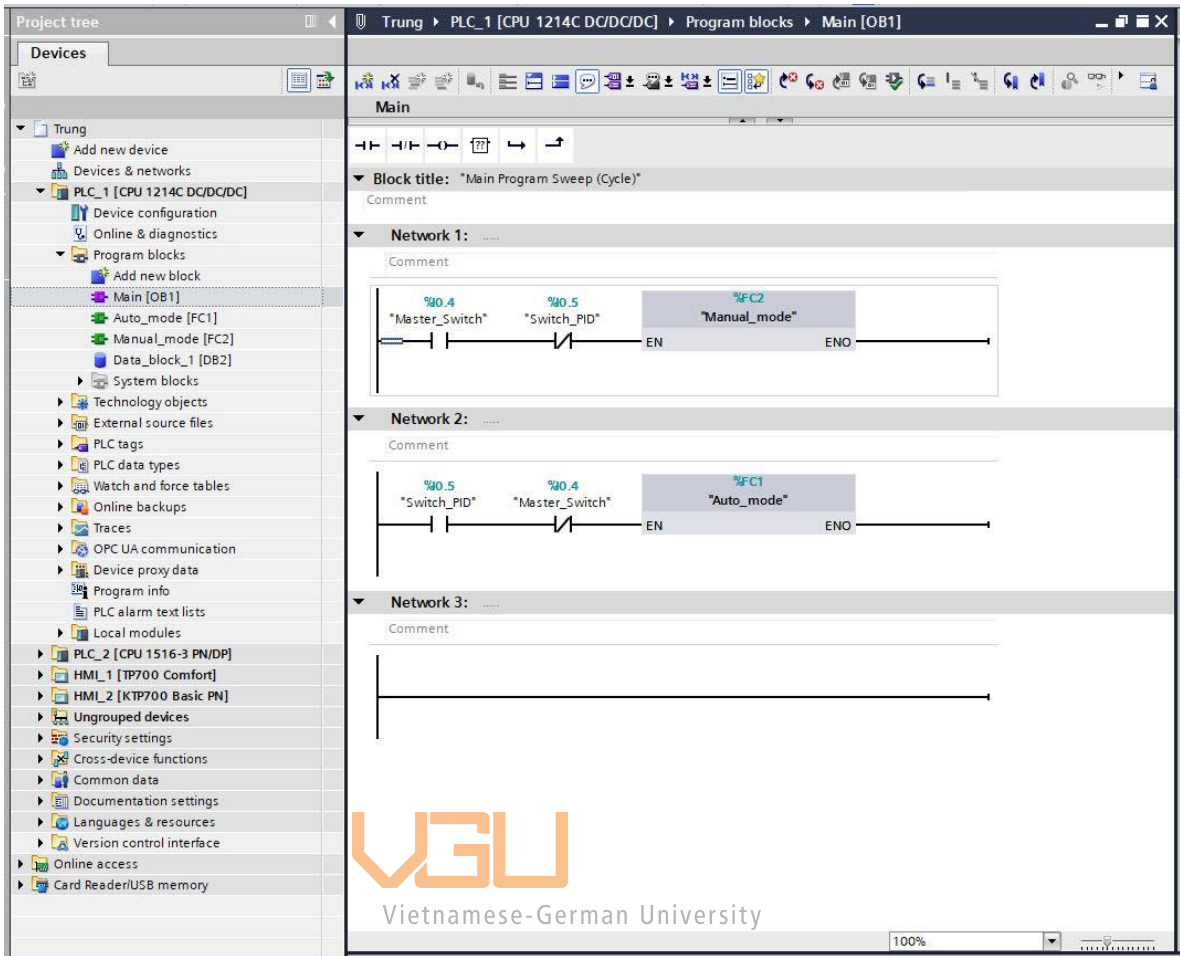 Project tree
Devices
Trung
Add new device
Devices & networks
PLC_1 [CPU 1214C DC/DC/DC]
Device configuration
Online & diagnostics
Program blocks
Add new block
Main [OB1]
Auto_mode [FC1]
Manual_mode [FC2]
Data_block_1 [DB2]
System blocks
Technology objects
External source files
PLC tags
PLC data types
Watch and force tables
Online backups
Traces
OPC UA communication
Device proxy data
Program info
PLC alarm text lists
Local modules
PLC_2 [CPU 1516-3 PN/DP]
HMI_1 [TP700 Comfort]
HMI_2 [KTP700 Basic PN]
Ungrouped devices
Security settings
Cross-device functions
Common data
Documentation settings
Languages & resources
Version control interface
Online access
Card Reader/USB memory
Trung PLC_1 [CPU 1214C DC/DC/DC] Program blocks Main [OB1]
Main
??
Block title: "Main Program Sweep (Cycle)"
Comment
Network 1: .....
Comment
%I0.4 %I0.5 %FC2
"Master_Switch" "Switch_PID" "Manual_mode"
EN ENO
Network 2: .....
Comment
%I0.5 %I0.4 %FC1
"Switch_PID" "Master_Switch" "Auto_mode"
EN ENO
Network 3: .....
Comment
VGU
Vietnamese-German University
100%